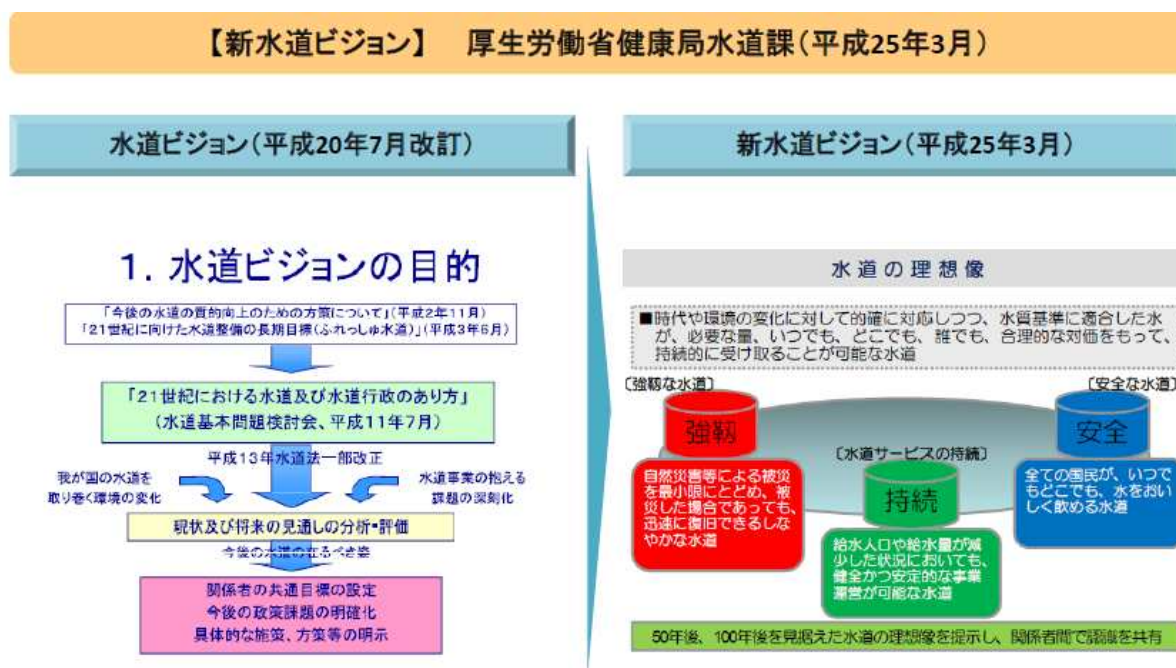 【新水道ビジョン】 厚生労働省健康局水道課(平成25年3月)
水道ビジョン(平成20年7月改訂)
1．水道ビジョンの目的
「今後の水道の質的向上のための方策について」(平成2年11月)
「21世紀に向けた水道整備の長期目標(ふれっしゅ水道)」(平成3年6月)
「21世紀における水道及び水道行政のあり方」
(水道基本問題検討会、平成11年7月)
平成13年水道法一部改正
我が国の水道を
取り巻く環境の変化
水道事業の抱える
課題の深刻化
現状及び将来の見通しの分析・評価
今後の水道の在るべき姿
関係者の共通目標の設定
今後の政策課題の明確化
具体的な施策、方策等の明示
新水道ビジョン(平成25年3月)
水道の理想像
■時代や環境の変化に対して的確に対応しつつ、水質基準に適合した水
が、必要な量、いつでも、どこでも、誰でも、合理的な対価をもって、
持続的に受け取ることが可能な水道
〔強靭な水道〕
強靭
自然災害等による被災
を最小限にとどめ、被
災した場合であっても、
迅速に復旧できるしな
やかな水道
〔水道サービスの持続〕
持続
給水人口や給水量が減
少した状況においても、
健全かつ安定的な事業
運営が可能な水道
〔安全な水道〕
安全
全ての国民が、いつで
もどこでも、水をおい
しく飲める水道
50年後、100年後を見据えた水道の理想像を提示し、関係者間で認識を共有